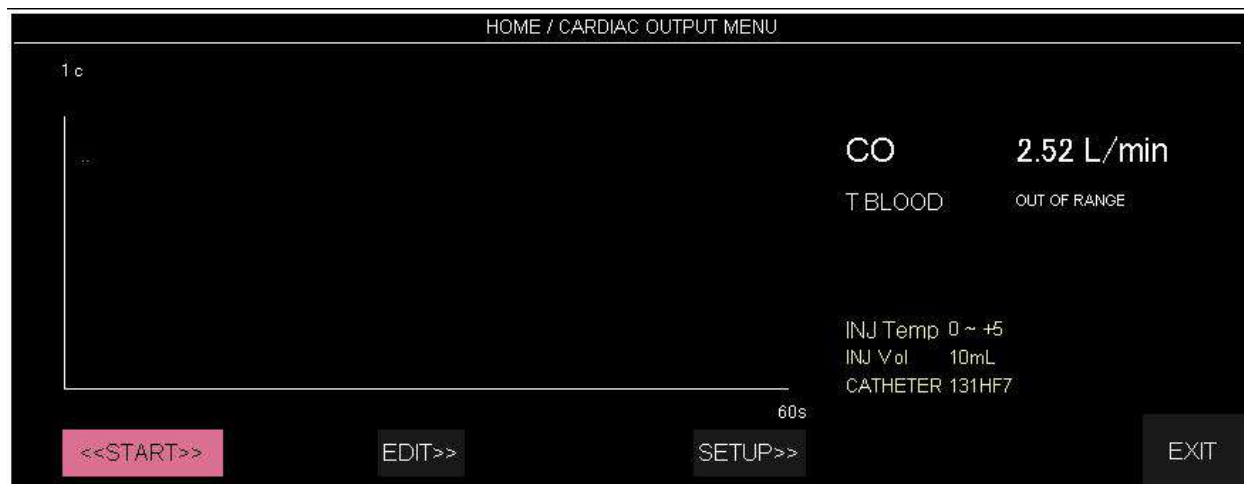 HOME / CARDIAC OUTPUT MENU
1 c
CO 2.52 L/min
T BLOOD OUT OF RANGE
INJ Temp 0 ~ +5
INJ Vol 10mL
CATHETER 131HF7
60s
<<START>> EDIT>> SETUP>> EXIT